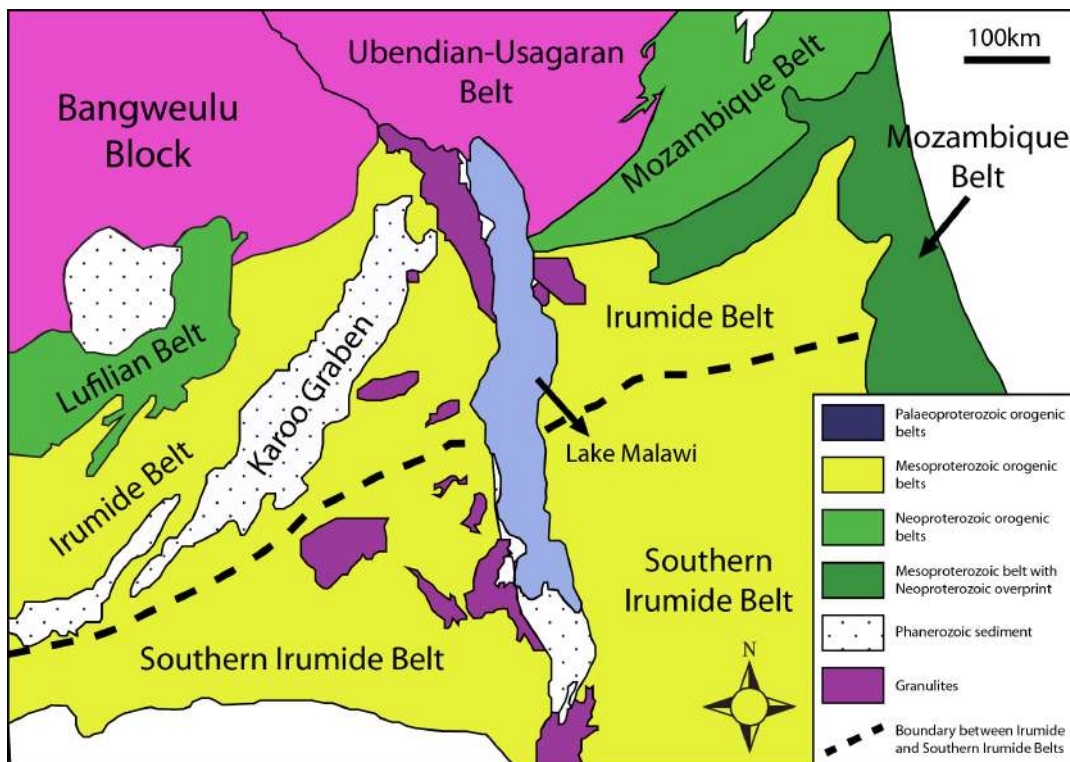 Ubendian-Usagaran
Belt
100km
Bangweulu
Block
Mozambique Belt
Mozambique
Belt
Lufilian Belt
Karoo Graben
Irumide Belt
Irumide Belt
Lake Malawi
Southern
Irumide Belt
Southern Irumide Belt
N
Palaeoproterozoic orogenic
belts
Mesoproterozoic orogenic
belts
Neoproterozoic orogenic
belts
Mesoproterozoic belt with
Neoproterozoic overprint
Phanerozoic sediment
Granulites
Boundary between Irumide
and Southern Irumide Belts